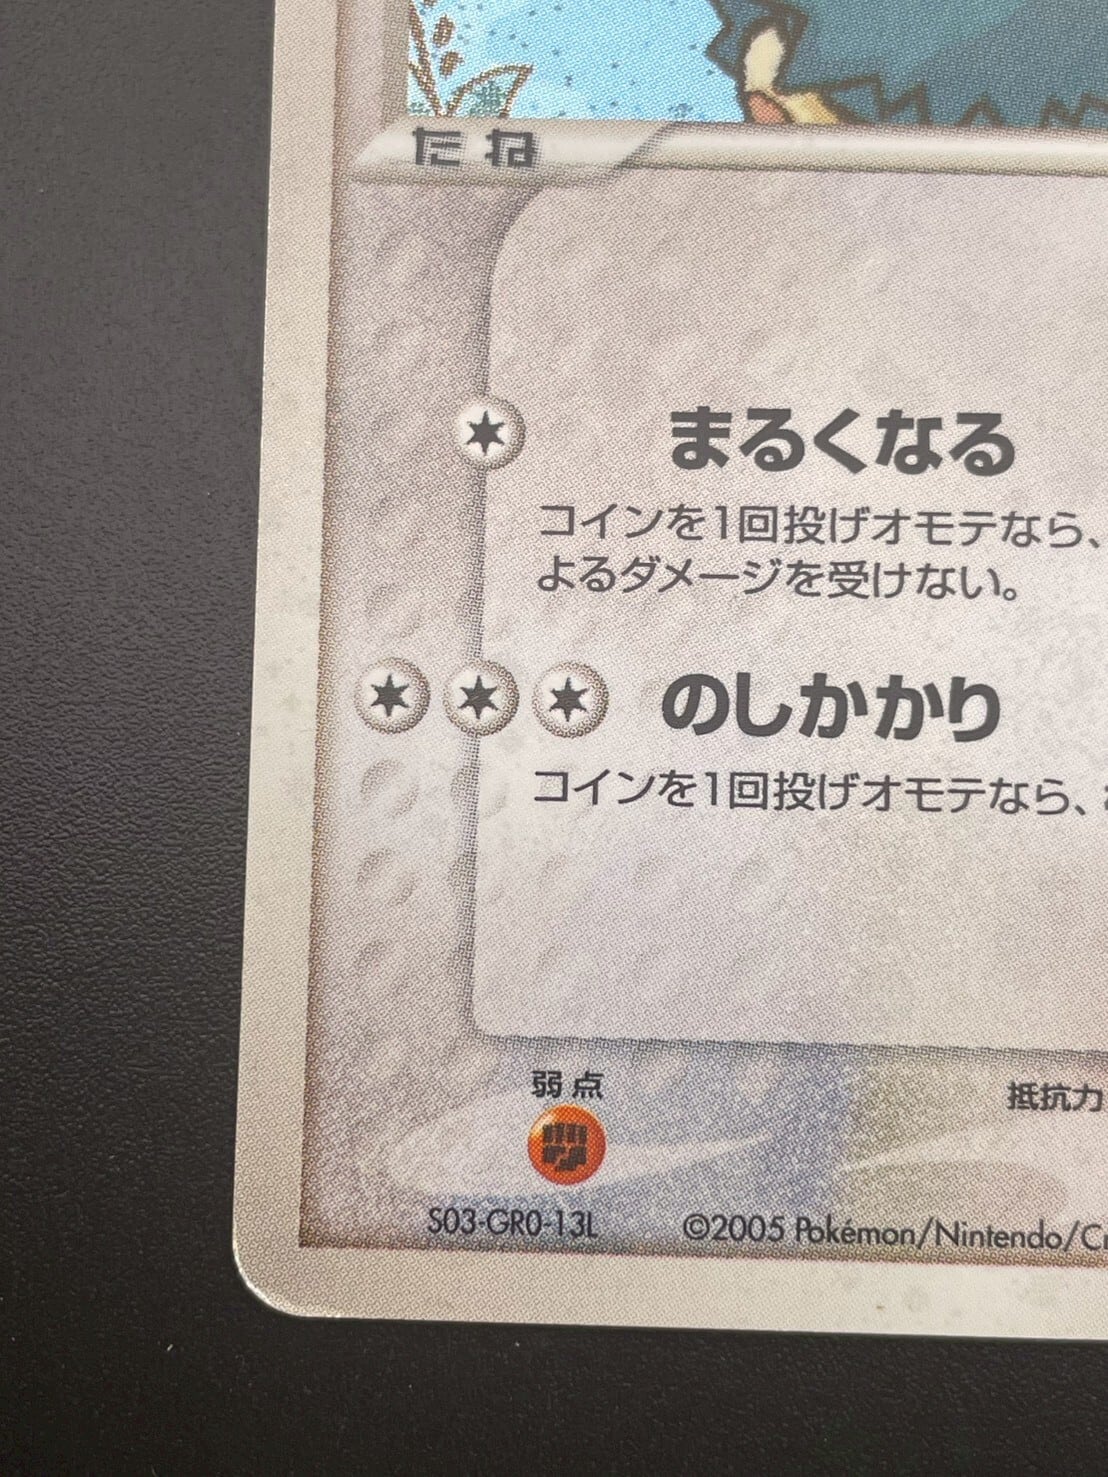 たね
まるくなる
コインを1回投げオモテなら、
よるダメージを受けない。
のしかかり
コインを1回投げオモテなら、
弱点
抵抗力
S03-GR0-13L
©2005 Pokémon/Nintendo/Cr